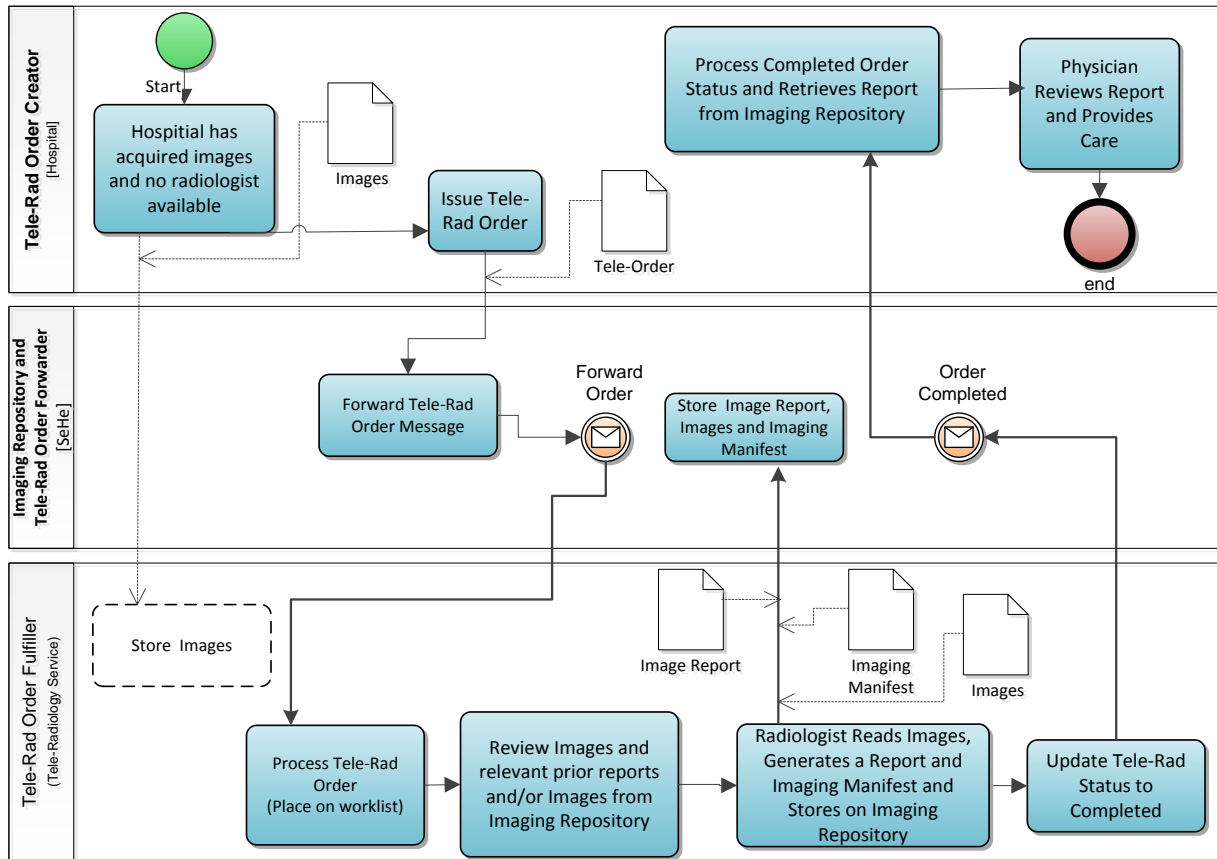 Tele-Rad Order Creator
[Hospital]
Start
Hospitial has
acquired images
and no radiologist
available
Images
Issue Tele-
Rad Order
Tele-Order
Process Completed Order
Status and Retrieves Report
from Imaging Repository
Physician
Reviews Report
and Provides
Care
end
Imaging Repository and
Tele-Rad Order Forwarder
[SeHe]
Forward Tele-Rad
Order Message
Forward
Order
Store Image Report,
Images and Imaging
Manifest
Order
Completed
Tele-Rad Order Fulfiller
(Tele-Radiology Service)
Store Images
Image Report
Imaging
Manifest
Images
Process Tele-Rad
Order
(Place on worklist)
Review Images and
relevant prior reports
and/or Images from
Imaging Repository
Radiologist Reads Images,
Generates a Report and
Imaging Manifest and
Stores on Imaging
Repository
Update Tele-Rad
Status to
Completed